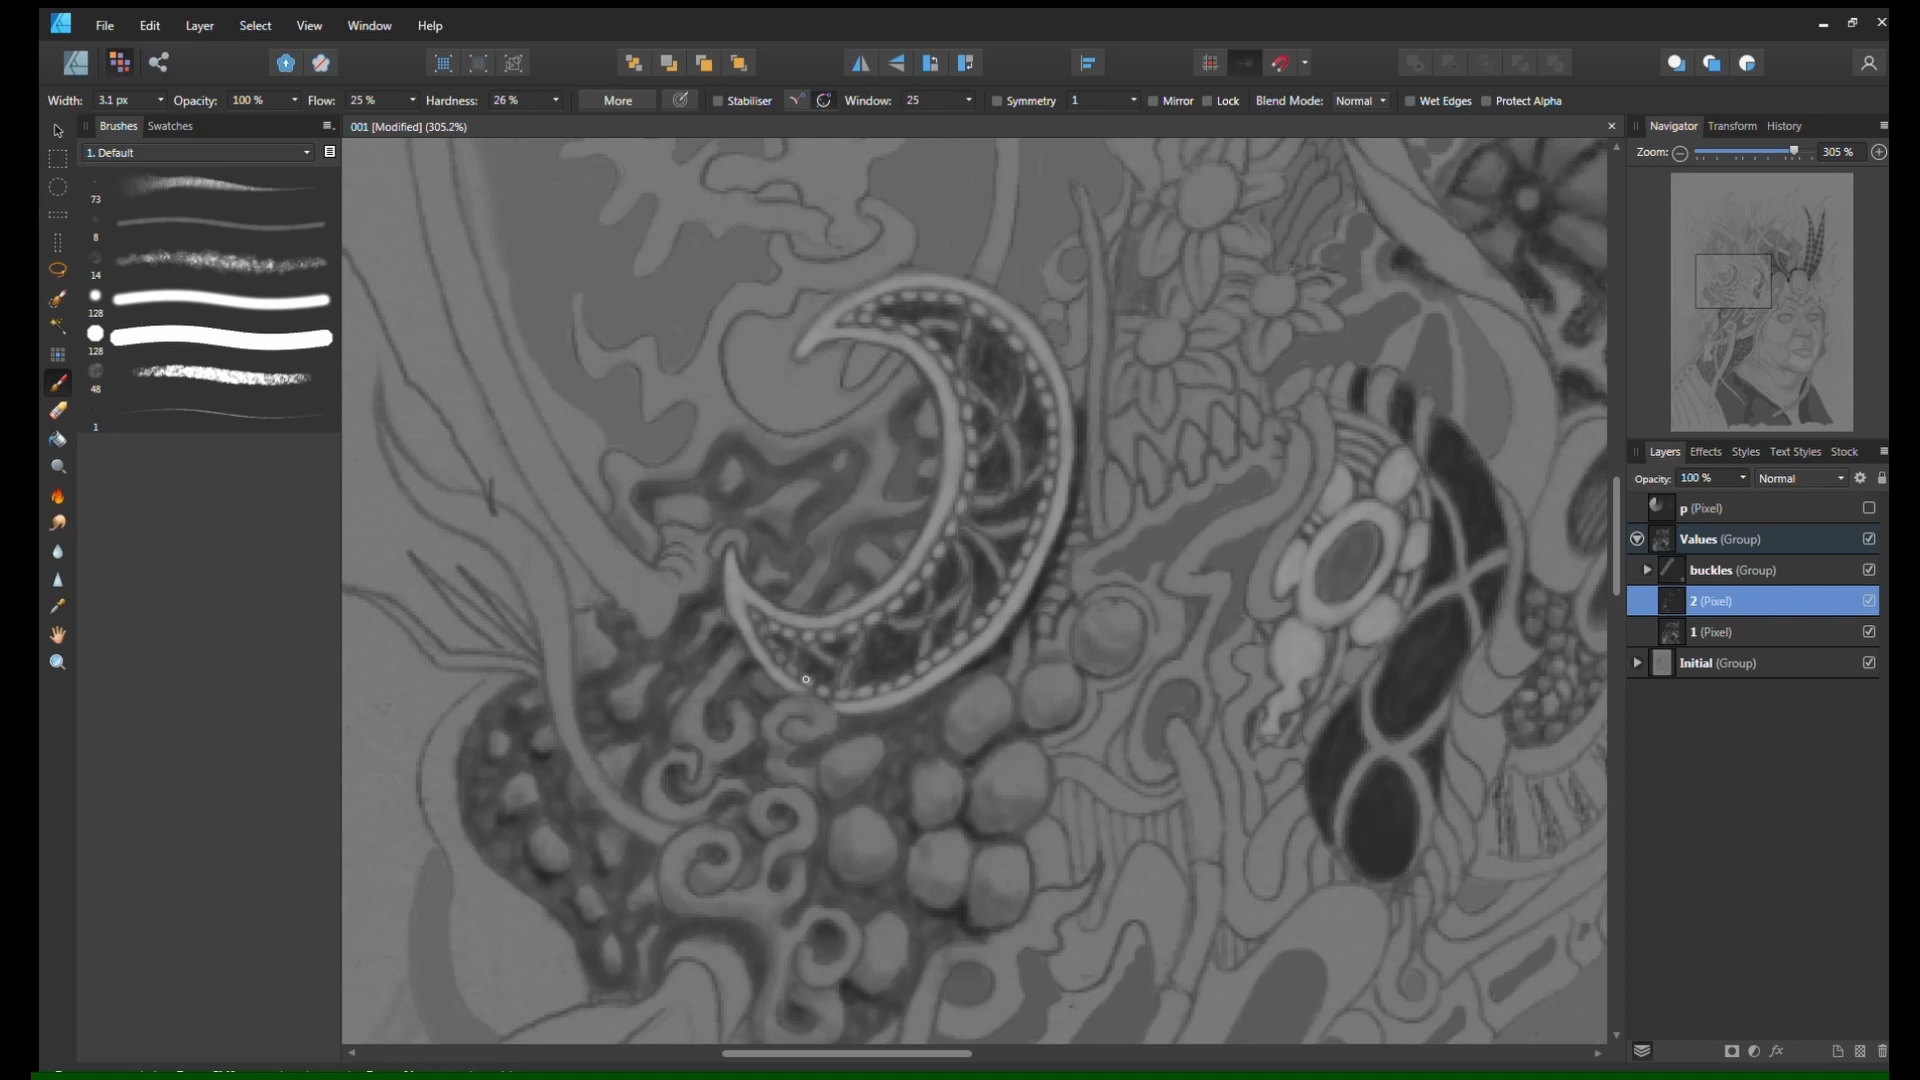 File Edit Layer Select View Window Help
Width: 3.1 px Opacity: 100 % Flow: 25 % Hardness: 26 % More Stabiliser Window: 25 Symmetry 1 Mirror Lock Blend Mode: Normal Wet Edges Protect Alpha
Brushes Swatches
001 [Modified] (305.2%)
1. Default
73
8
14
128
128
48
1
Navigator Transform History
Zoom: 305 %
Layers Effects Styles Text Styles Stock
Opacity: 100 % Normal
p (Pixel)
Values (Group)
buckles (Group)
2 (Pixel)
1 (Pixel)
Initial (Group)
fx